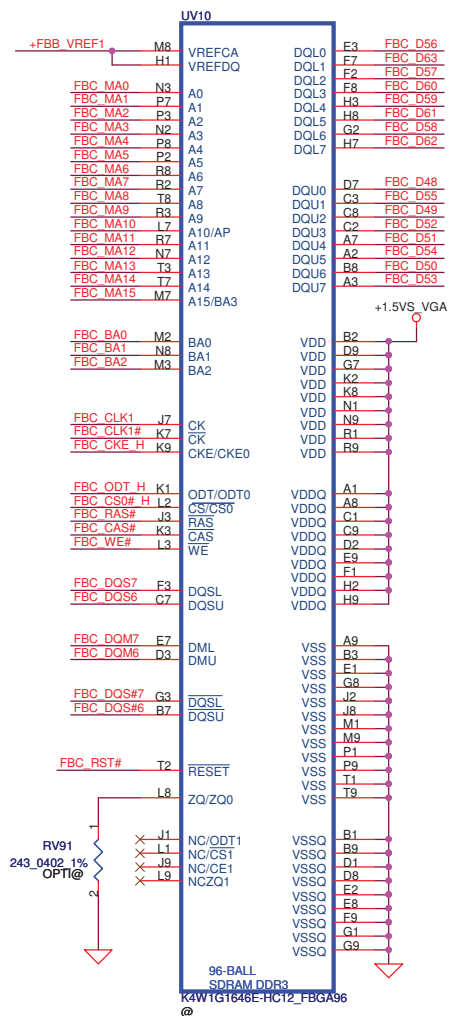 UV10
+FBB_VREF1 M8 VREFCA DQL0 E3 FBC_D56
H1 VREFDQ DQL1 F7 FBC_D63
DQL2 F2 FBC_D57
FBC_MA0 N3 A0 DQL3 F8 FBC_D60
FBC_MA1 P7 A1 DQL4 H3 FBC_D59
FBC_MA2 P3 A2 DQL5 H8 FBC_D61
FBC_MA3 N2 A3 DQL6 G2 FBC_D58
FBC_MA4 P8 A4 DQL7 H7 FBC_D62
FBC_MA5 P2 A5
FBC_MA6 R8 A6
FBC_MA7 R2 A7 DQU0 D7 FBC_D48
FBC_MA8 T8 A8 DQU1 C3 FBC_D55
FBC_MA9 R3 A9 DQU2 C8 FBC_D49
FBC_MA10 L7 A10/AP DQU3 C2 FBC_D52
FBC_MA11 R7 A11 DQU4 A7 FBC_D51
FBC_MA12 N7 A12 DQU5 A2 FBC_D54
FBC_MA13 T3 A13 DQU6 B8 FBC_D50
FBC_MA14 T7 A14 DQU7 A3 FBC_D53
FBC_MA15 M7 A15/BA3
+1.5VS_VGA
FBC_BA0 M2 BA0 VDD B2
FBC_BA1 N8 BA1 VDD D9
FBC_BA2 M3 BA2 VDD G7
VDD K2
VDD K8
VDD N1
FBC_CLK1 J7 CK VDD N9
FBC_CLK1# K7 CK VDD R1
FBC_CKE_H K9 CKE/CKE0 VDD R9
FBC_ODT_H K1 ODT/ODT0 VDDQ A1
FBC_CS0#_H L2 CS/CS0 VDDQ A8
FBC_RAS# J3 RAS VDDQ C1
FBC_CAS# K3 CAS VDDQ C9
FBC_WE# L3 WE VDDQ D2
VDDQ E9
VDDQ F1
FBC_DQS7 F3 DQSL VDDQ H2
FBC_DQS6 C7 DQSU VDDQ H9
FBC_DQM7 E7 DML VSS A9
FBC_DQM6 D3 DMU VSS B3
VSS E1
VSS G8
FBC_DQS#7 G3 DQSL VSS J2
FBC_DQS#6 B7 DQSU VSS J8
VSS M1
VSS M9
VSS P1
FBC_RST# T2 RESET VSS P9
VSS T1
L8 ZQ/ZQ0 VSS T9
1
J1 NC/ODT1 VSSQ B1
RV91 L1 NC/CS1 VSSQ B9
243_0402_1% J9 NC/CE1 VSSQ D1
OPTI@ L9 NCZQ1 VSSQ D8
2 VSSQ E2
VSSQ E8
VSSQ F9
VSSQ G1
VSSQ G9
96-BALL
SDRAM DDR3
K4W1G1646E-HC12_FBGA96
@